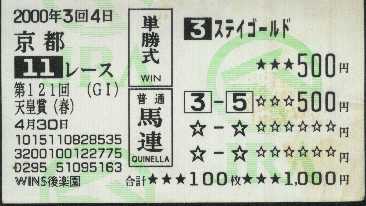 2000年3回4日
京都
11レース
第121回 (GI)
天皇賞(春)
4月30日
1015110828535
3200100122775
0295 51095163
WINS後楽園
単勝式
WIN
普通
馬連
QUINELLA
3 ステイゴールド
★★★500円
3-5 ☆☆☆500円
☆-☆ ☆☆☆☆☆☆円
☆-☆ ☆☆☆☆☆☆円
合計★★★100枚★★★1,000円